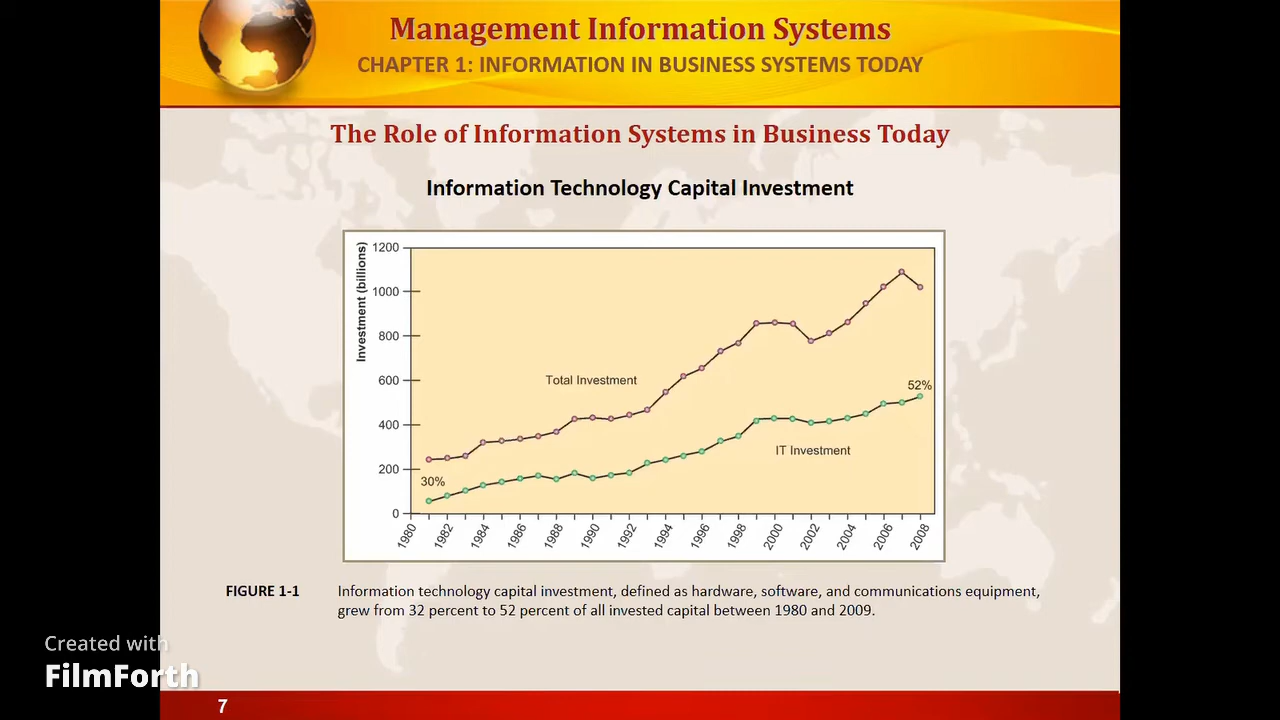 Management Information Systems
CHAPTER 1: INFORMATION IN BUSINESS SYSTEMS TODAY
The Role of Information Systems in Business Today
Information Technology Capital Investment
Investment (billions)
1200
1000
800
600
400
200
0
Total Investment
52%
IT Investment
30%
1980
1982
1984
1986
1988
1990
1992
1994
1996
1998
2000
2002
2004
2006
2008
FIGURE 1-1
Information technology capital investment, defined as hardware, software, and communications equipment,
grew from 32 percent to 52 percent of all invested capital between 1980 and 2009.
Created with
FilmForth
7